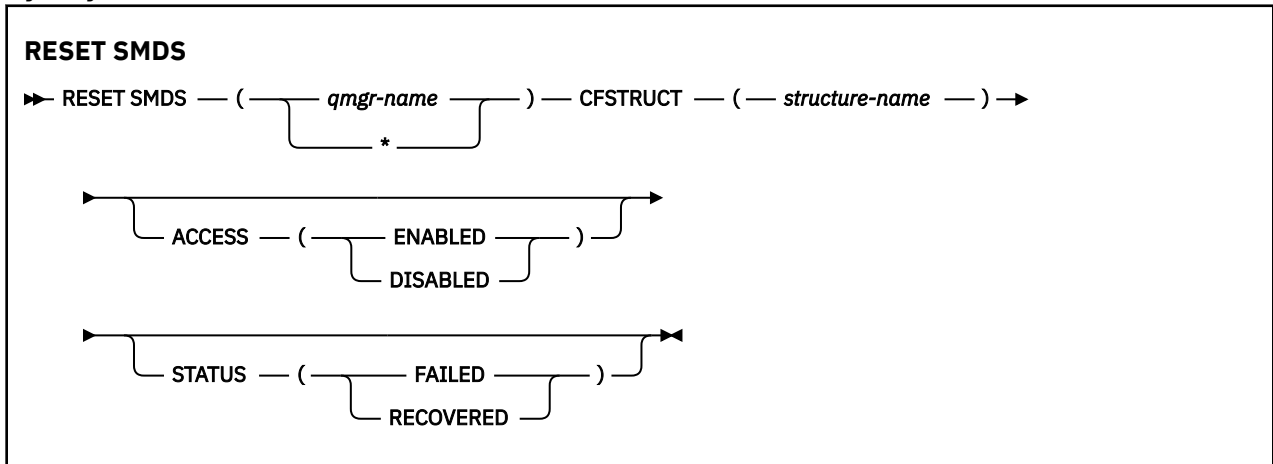 RESET SMDS
RESET SMDS ( qmgr-name ) CFSTRUCT ( structure-name )
*
ACCESS ( ENABLED )
DISABLED
STATUS ( FAILED )
RECOVERED